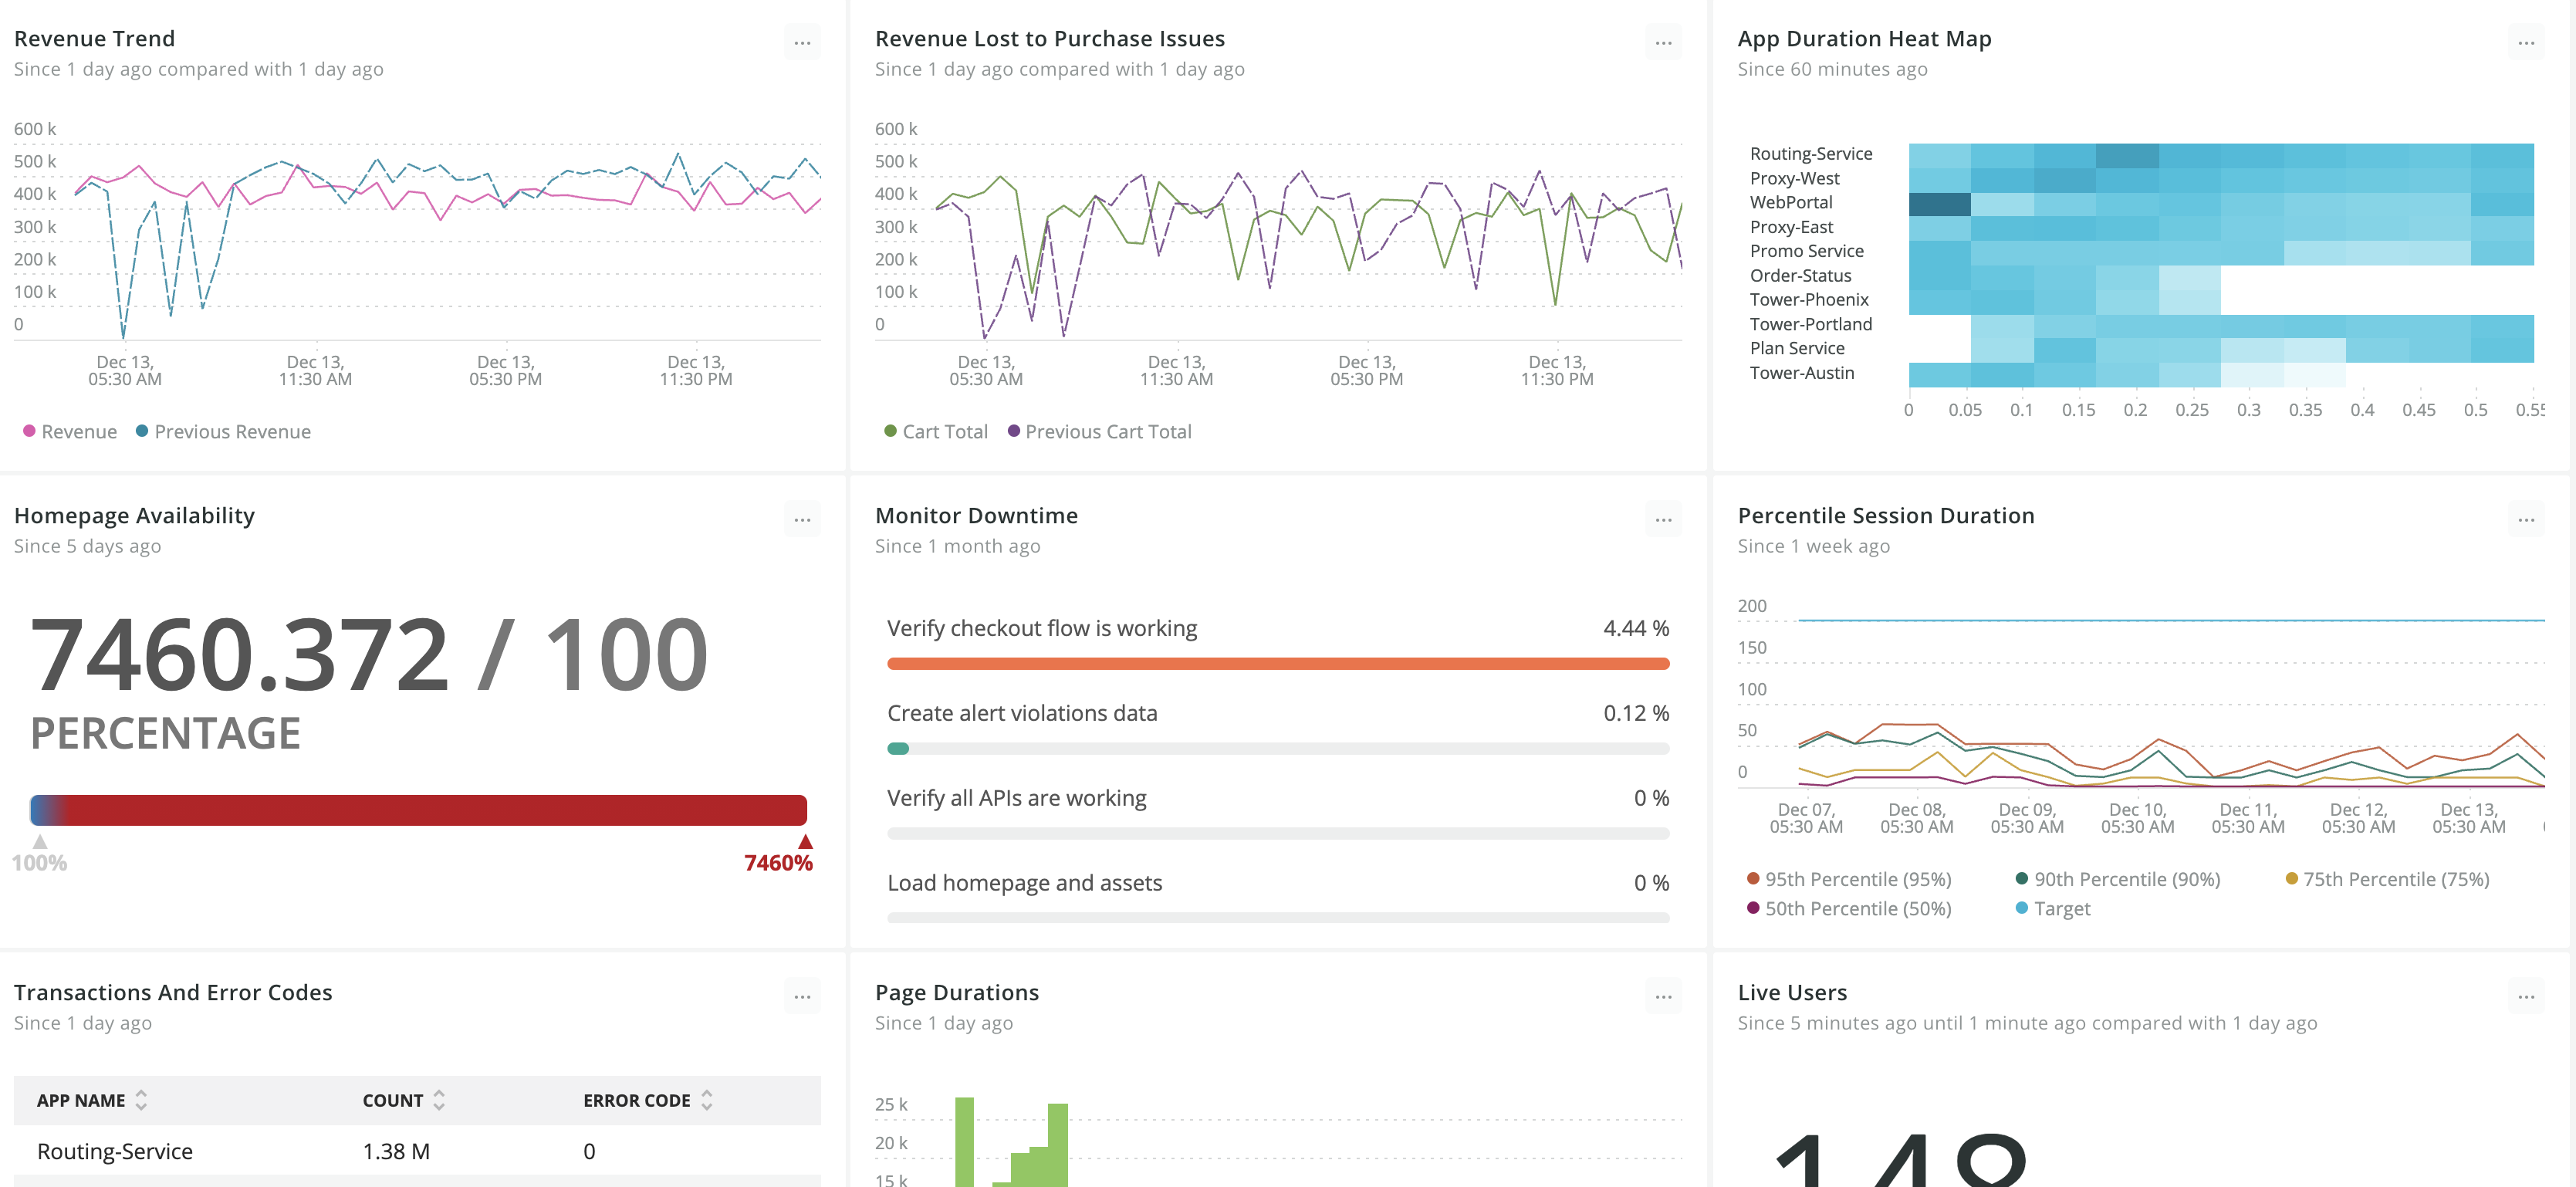 Revenue Trend
...
Since 1 day ago compared with 1 day ago
600 k
500 k
400 k
300 k
200 k
100 k
0
Dec 13,
05:30 AM
Dec 13,
11:30 AM
Dec 13,
05:30 PM
Dec 13,
11:30 PM
Revenue
Previous Revenue
Revenue Lost to Purchase Issues
...
Since 1 day ago compared with 1 day ago
600 k
500 k
400 k
300 k
200 k
100 k
0
Dec 13,
05:30 AM
Dec 13,
11:30 AM
Dec 13,
05:30 PM
Dec 13,
11:30 PM
Cart Total
Previous Cart Total
App Duration Heat Map
...
Since 60 minutes ago
Routing-Service
Proxy-West
WebPortal
Proxy-East
Promo Service
Order-Status
Tower-Phoenix
Tower-Portland
Plan Service
Tower-Austin
0 0.05 0.1 0.15 0.2 0.25 0.3 0.35 0.4 0.45 0.5 0.55
Homepage Availability
...
Since 5 days ago
7460.372 / 100
PERCENTAGE
100%
7460%
Monitor Downtime
...
Since 1 month ago
Verify checkout flow is working 4.44 %
Create alert violations data 0.12 %
Verify all APIs are working 0 %
Load homepage and assets 0 %
Percentile Session Duration
...
Since 1 week ago
200
150
100
50
0
Dec 07,
05:30 AM
Dec 08,
05:30 AM
Dec 09,
05:30 AM
Dec 10,
05:30 AM
Dec 11,
05:30 AM
Dec 12,
05:30 AM
Dec 13,
05:30 AM
95th Percentile (95%)
90th Percentile (90%)
75th Percentile (75%)
50th Percentile (50%)
Target
Transactions And Error Codes
...
Since 1 day ago
APP NAME COUNT ERROR CODE
Routing-Service 1.38 M 0
Page Durations
...
Since 1 day ago
25 k
20 k
15 k
Live Users
...
Since 5 minutes ago until 1 minute ago compared with 1 day ago
148